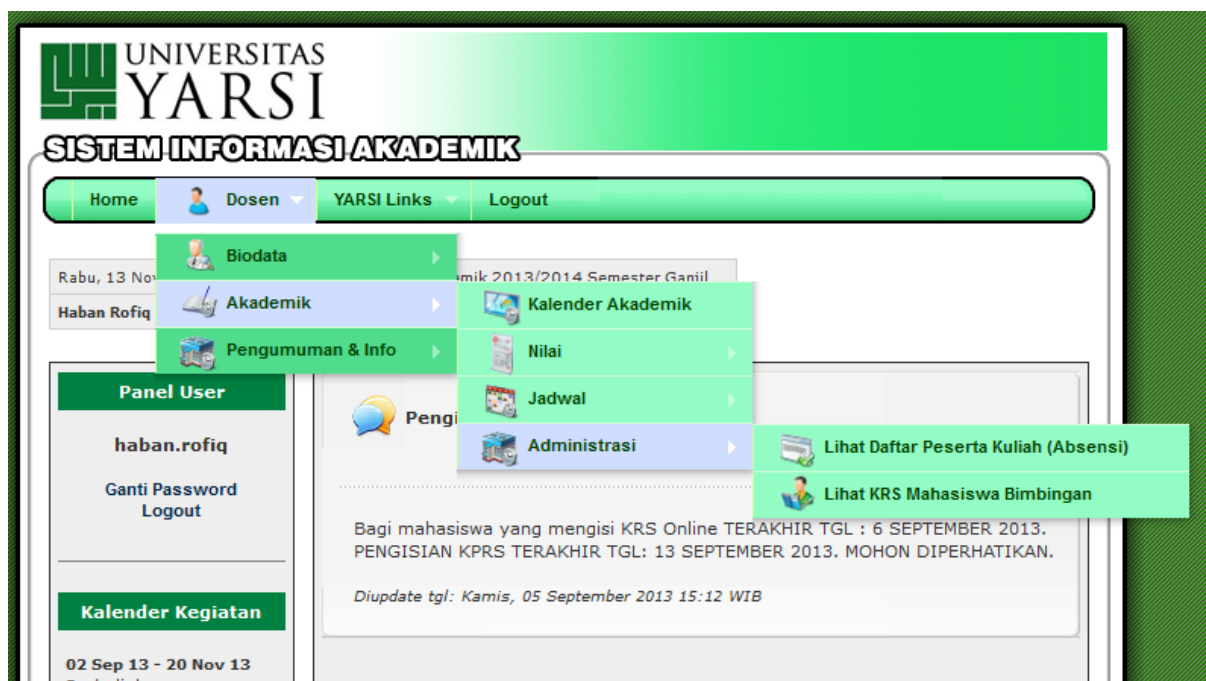 UNIVERSITAS
YARSI
SISTEM INFORMASI AKADEMIK
Home Dosen YARSI Links Logout
Biodata
Rabu, 13 No
mik 2013/2014 Semester Ganjil
Akademik
Kalender Akademik
Haban Rofiq
Pengumuman & Info
Nilai
Panel User
Jadwal
Pengi
haban.rofiq
Administrasi
Lihat Daftar Peserta Kuliah (Absensi)
Ganti Password
Lihat KRS Mahasiswa Bimbingan
Logout
Bagi mahasiswa yang mengisi KRS Online TERAKHIR TGL : 6 SEPTEMBER 2013.
PENGISIAN KPRS TERAKHIR TGL: 13 SEPTEMBER 2013. MOHON DIPERHATIKAN.
Diupdate tgl: Kamis, 05 September 2013 15:12 WIB
Kalender Kegiatan
02 Sep 13 - 20 Nov 13